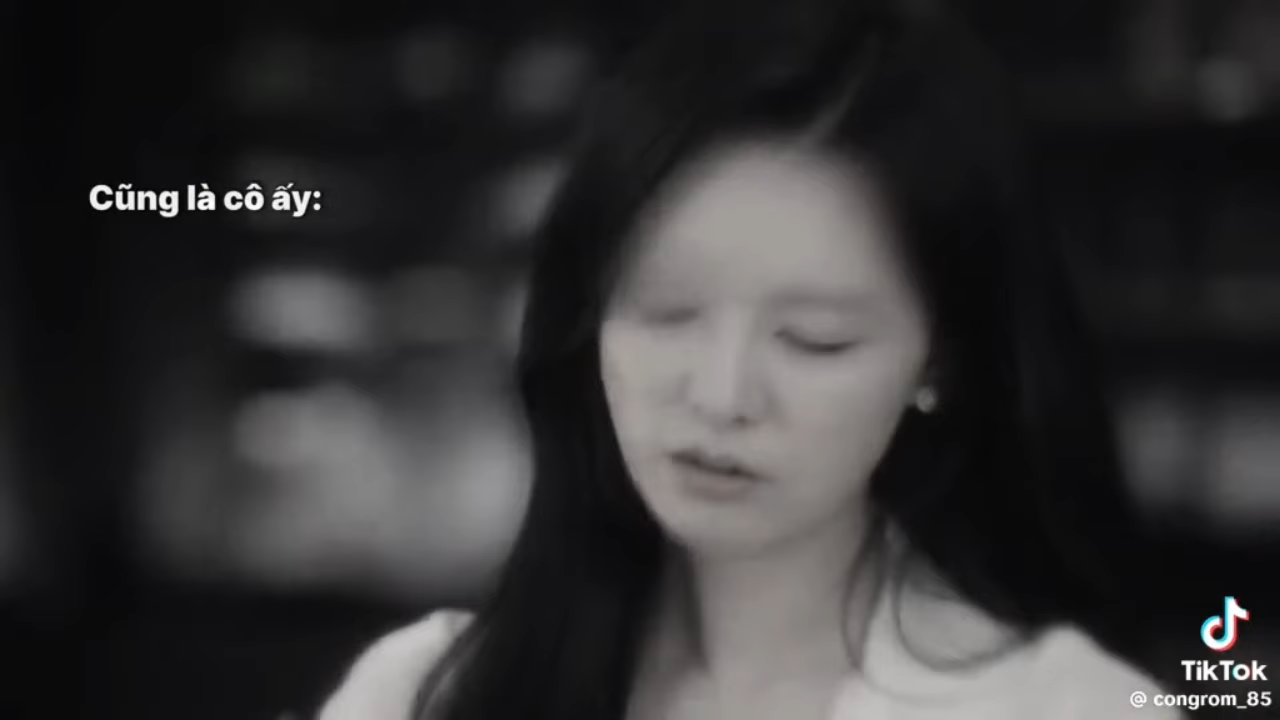 Cũng là cô ấy:
TikTok
@ congrom_85